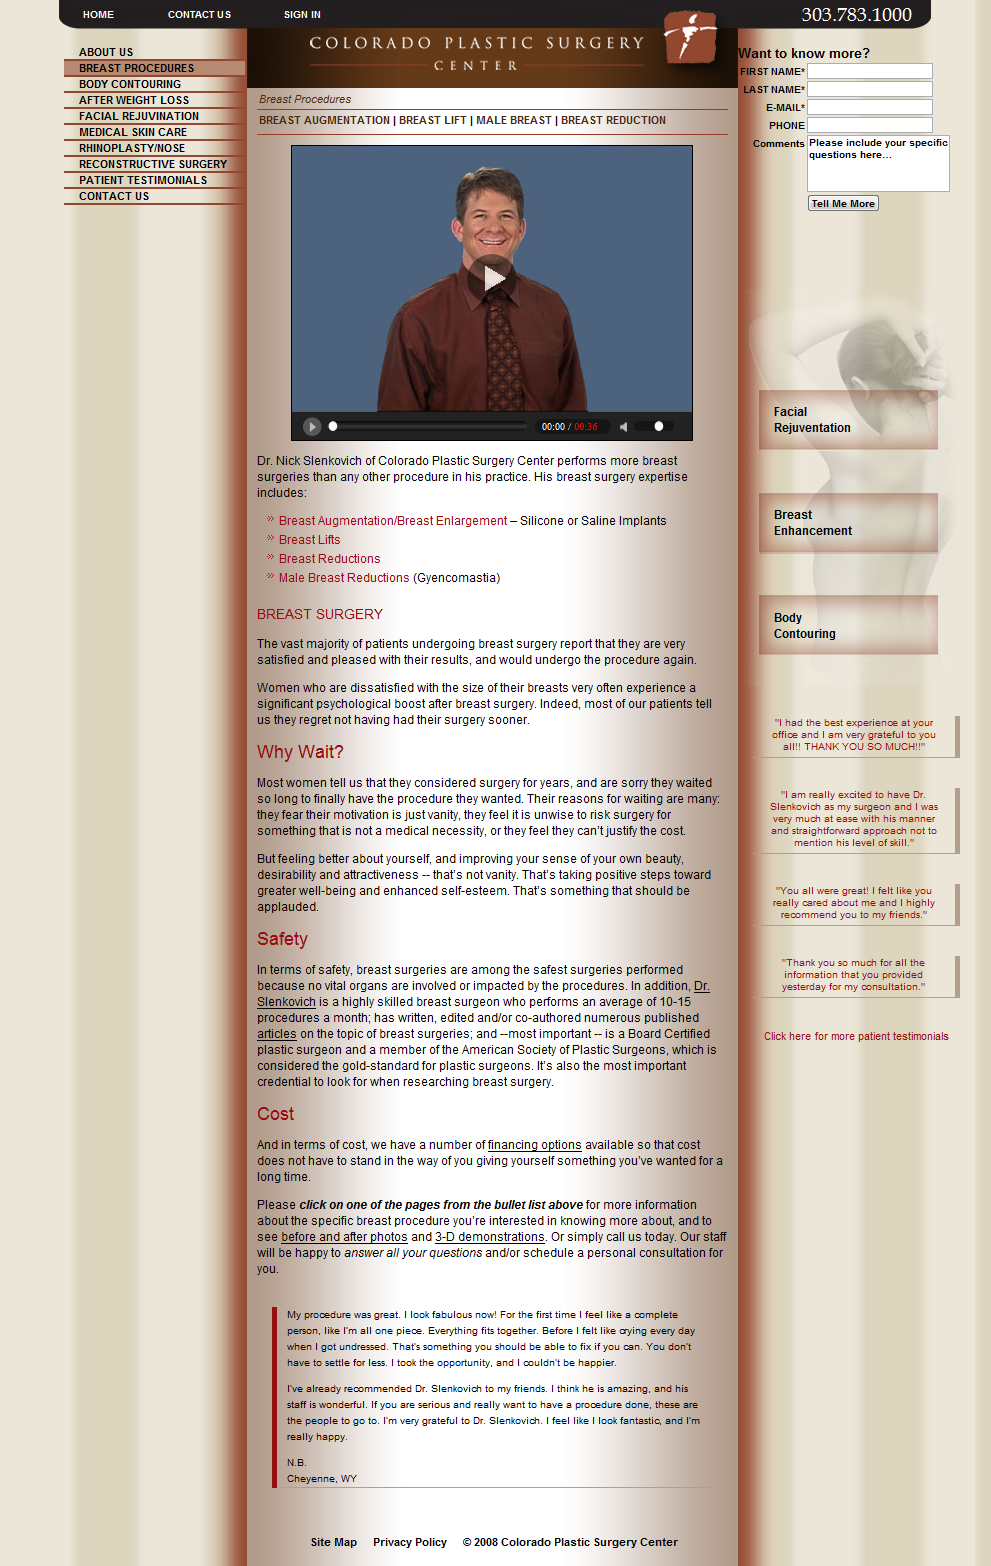 HOME CONTACT US SIGN IN 303.783.1000
COLORADO PLASTIC SURGERY
CENTER
ABOUT US
BREAST PROCEDURES
BODY CONTOURING
AFTER WEIGHT LOSS
FACIAL REJUVINATION
MEDICAL SKIN CARE
RHINOPLASTY/NOSE
RECONSTRUCTIVE SURGERY
PATIENT TESTIMONIALS
CONTACT US
Breast Procedures
BREAST AUGMENTATION | BREAST LIFT | MALE BREAST | BREAST REDUCTION
00:00 / 00:36
Dr. Nick Slenkovich of Colorado Plastic Surgery Center performs more breast
surgeries than any other procedure in his practice. His breast surgery expertise
includes:
Breast Augmentation/Breast Enlargement – Silicone or Saline Implants
Breast Lifts
Breast Reductions
Male Breast Reductions (Gyencomastia)
BREAST SURGERY
The vast majority of patients undergoing breast surgery report that they are very
satisfied and pleased with their results, and would undergo the procedure again.
Women who are dissatisfied with the size of their breasts very often experience a
significant psychological boost after breast surgery. Indeed, most of our patients tell
us they regret not having had their surgery sooner.
Why Wait?
Most women tell us that they considered surgery for years, and are sorry they waited
so long to finally have the procedure they wanted. Their reasons for waiting are many:
they fear their motivation is just vanity, they feel it is unwise to risk surgery for
something that is not a medical necessity, or they feel they can't justify the cost.
But feeling better about yourself, and improving your sense of your own beauty,
desirability and attractiveness -- that's not vanity. That's taking positive steps toward
greater well-being and enhanced self-esteem. That's something that should be
applauded.
Safety
In terms of safety, breast surgeries are among the safest surgeries performed
because no vital organs are involved or impacted by the procedures. In addition, Dr.
Slenkovich is a highly skilled breast surgeon who performs an average of 10-15
procedures a month; has written, edited and/or co-authored numerous published
articles on the topic of breast surgeries; and --most important -- is a Board Certified
plastic surgeon and a member of the American Society of Plastic Surgeons, which is
considered the gold-standard for plastic surgeons. It's also the most important
credential to look for when researching breast surgery.
Cost
And in terms of cost, we have a number of financing options available so that cost
does not have to stand in the way of you giving yourself something you've wanted for a
long time.
Please click on one of the pages from the bullet list above for more information
about the specific breast procedure you're interested in knowing more about, and to
see before and after photos and 3-D demonstrations. Or simply call us today. Our staff
will be happy to answer all your questions and/or schedule a personal consultation for
you.
My procedure was great. I look fabulous now! For the first time I feel like a complete
person, like I'm all one piece. Everything fits together. Before I felt like crying every day
when I got undressed. That's something you should be able to fix if you can. You don't
have to settle for less. I took the opportunity, and I couldn't be happier.
I've already recommended Dr. Slenkovich to my friends. I think he is amazing, and his
staff is wonderful. If you are serious and really want to have a procedure done, these are
the people to go to. I'm very grateful to Dr. Slenkovich. I feel like I look fantastic, and I'm
really happy.
N.B.
Cheyenne, WY
Want to know more?
FIRST NAME*
LAST NAME*
E-MAIL*
PHONE
Comments Please include your specific
questions here...
Tell Me More
Facial
Rejuventation
Breast
Enhancement
Body
Contouring
"I had the best experience at your
office and I am very grateful to you
all!! THANK YOU SO MUCH!!"
"I am really excited to have Dr.
Slenkovich as my surgeon and I was
very much at ease with his manner
and straightforward approach not to
mention his level of skill."
"You all were great! I felt like you
really cared about me and I highly
recommend you to my friends."
"Thank you so much for all the
information that you provided
yesterday for my consultation."
Click here for more patient testimonials
Site Map Privacy Policy © 2008 Colorado Plastic Surgery Center